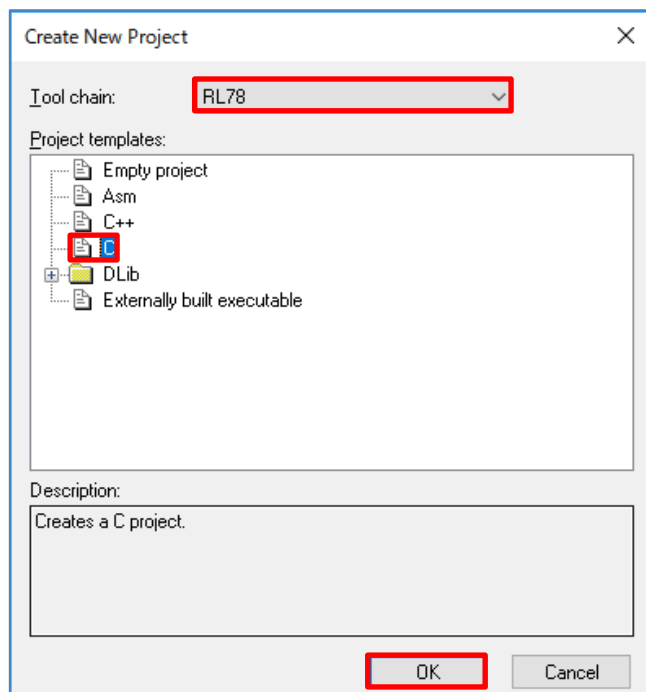 Create New Project
Tool chain: RL78
Project templates:
Empty project
Asm
C++
C
DLib
Externally built executable
Description:
Creates a C project.
OK Cancel